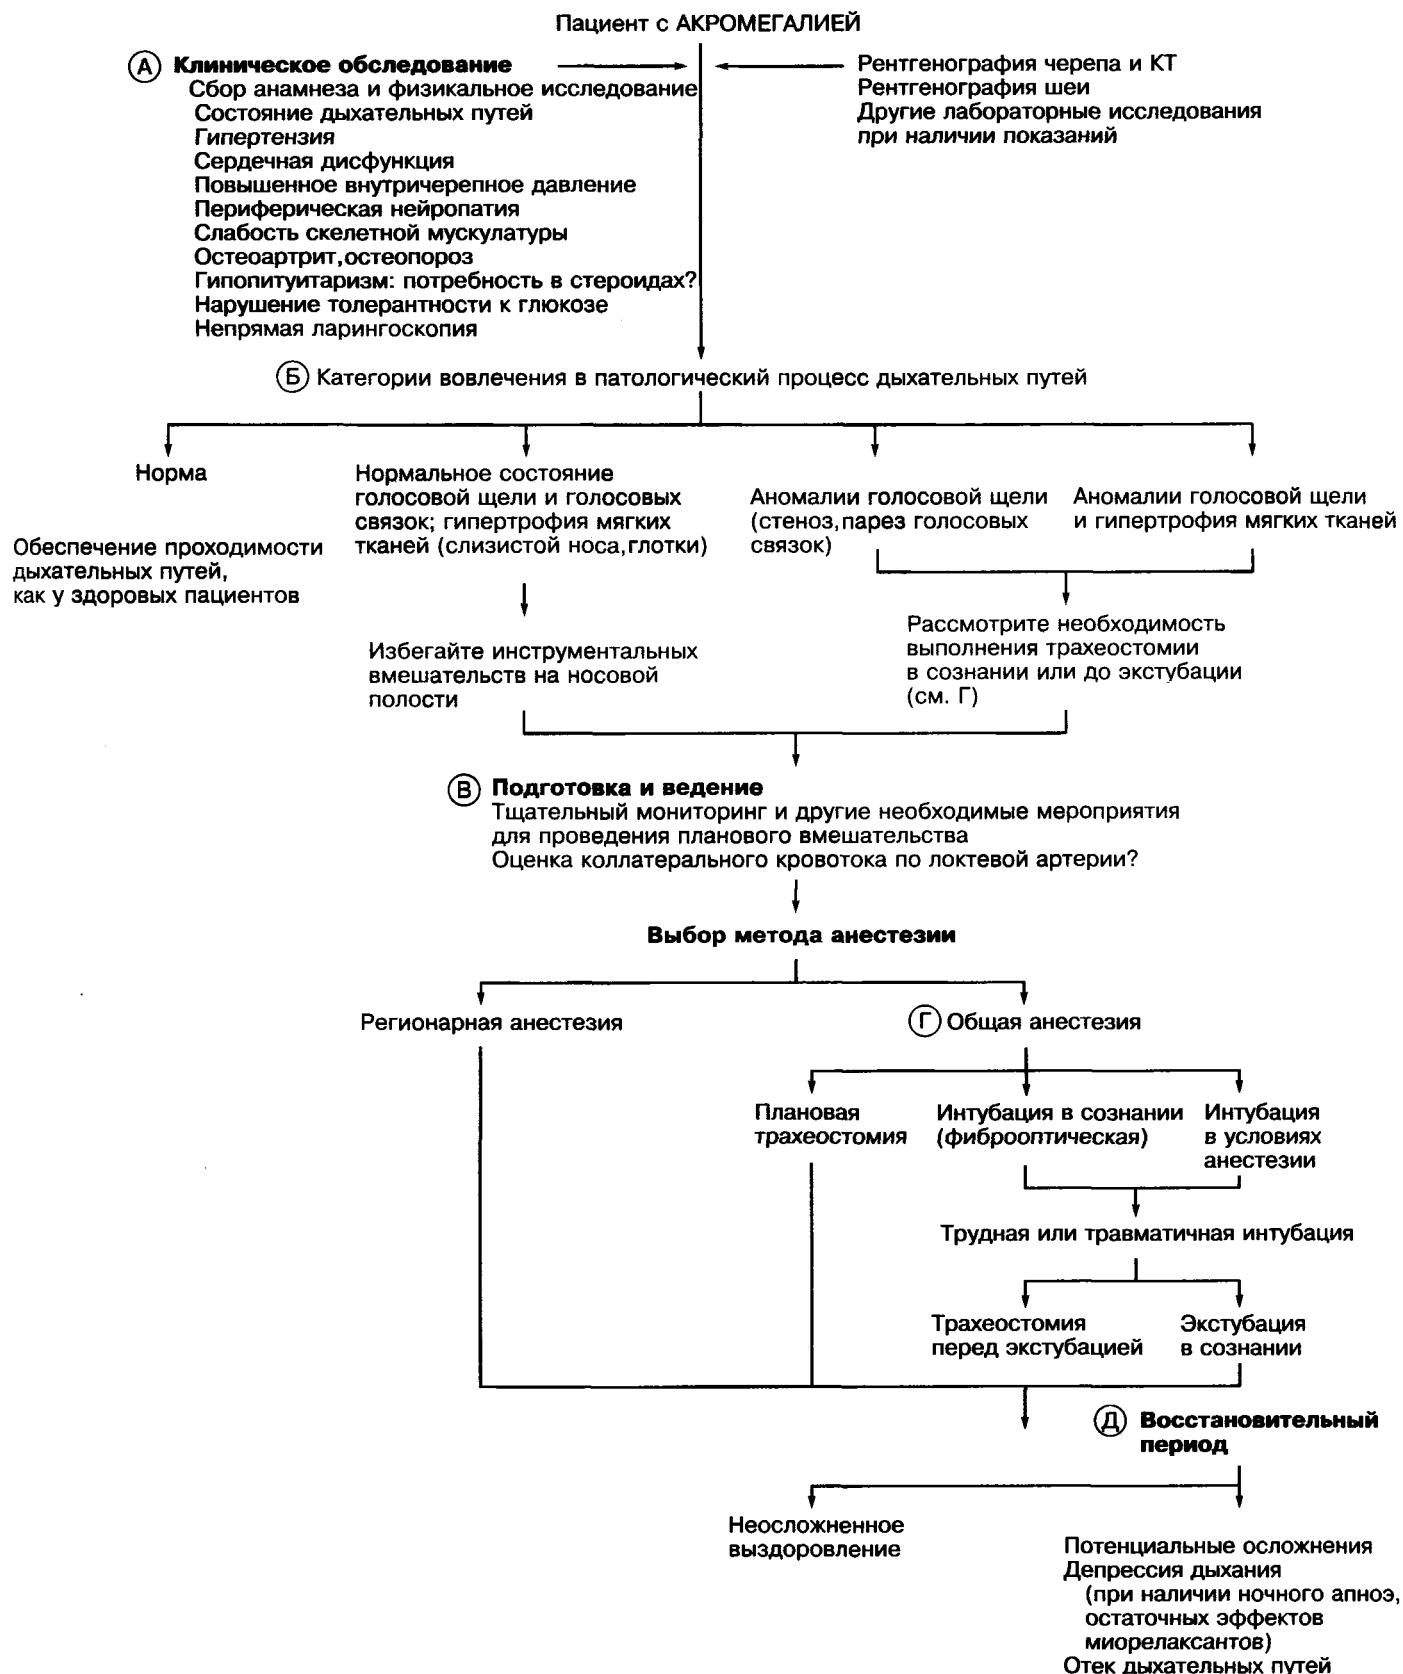 Пациент с АКРОМЕГАЛИЕЙ
А Клиническое обследование
Сбор анамнеза и физикальное исследование
Состояние дыхательных путей
Гипертензия
Сердечная дисфункция
Повышенное внутричерепное давление
Периферическая нейропатия
Слабость скелетной мускулатуры
Остеоартрит, остеопороз
Гипопитуитаризм: потребность в стероидах?
Нарушение толерантности к глюкозе
Непрямая ларингоскопия
Рентгенография черепа и КТ
Рентгенография шеи
Другие лабораторные исследования
при наличии показаний
Б Категории вовлечения в патологический процесс дыхательных путей
Норма
Обеспечение проходимости
дыхательных путей,
как у здоровых пациентов
Нормальное состояние
голосовой щели и голосовых
связок; гипертрофия мягких
тканей (слизистой носа, глотки)
Аномалии голосовой щели
(стеноз, парез голосовых
связок)
Аномалии голосовой щели
и гипертрофия мягких тканей
Избегайте инструментальных
вмешательств на носовой
полости
Рассмотрите необходимость
выполнения трахеостомии
в сознании или до экстубации
(см. Г)
В Подготовка и ведение
Тщательный мониторинг и другие необходимые мероприятия
для проведения планового вмешательства
Оценка коллатерального кровотока по локтевой артерии?
Выбор метода анестезии
Регионарная анестезия
Г Общая анестезия
Плановая
трахеостомия
Интубация в сознании
(фиброоптическая)
Интубация
в условиях
анестезии
Трудная или травматичная интубация
Трахеостомия
перед экстубацией
Экстубация
в сознании
Д Восстановительный
период
Неосложненное
выздоровление
Потенциальные осложнения
Депрессия дыхания
(при наличии ночного апноэ,
остаточных эффектов
миорелаксантов)
Отек дыхательных путей